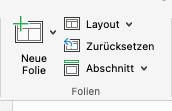 Neue
Folie
Layout
Zurücksetzen
Abschnitt
Folien